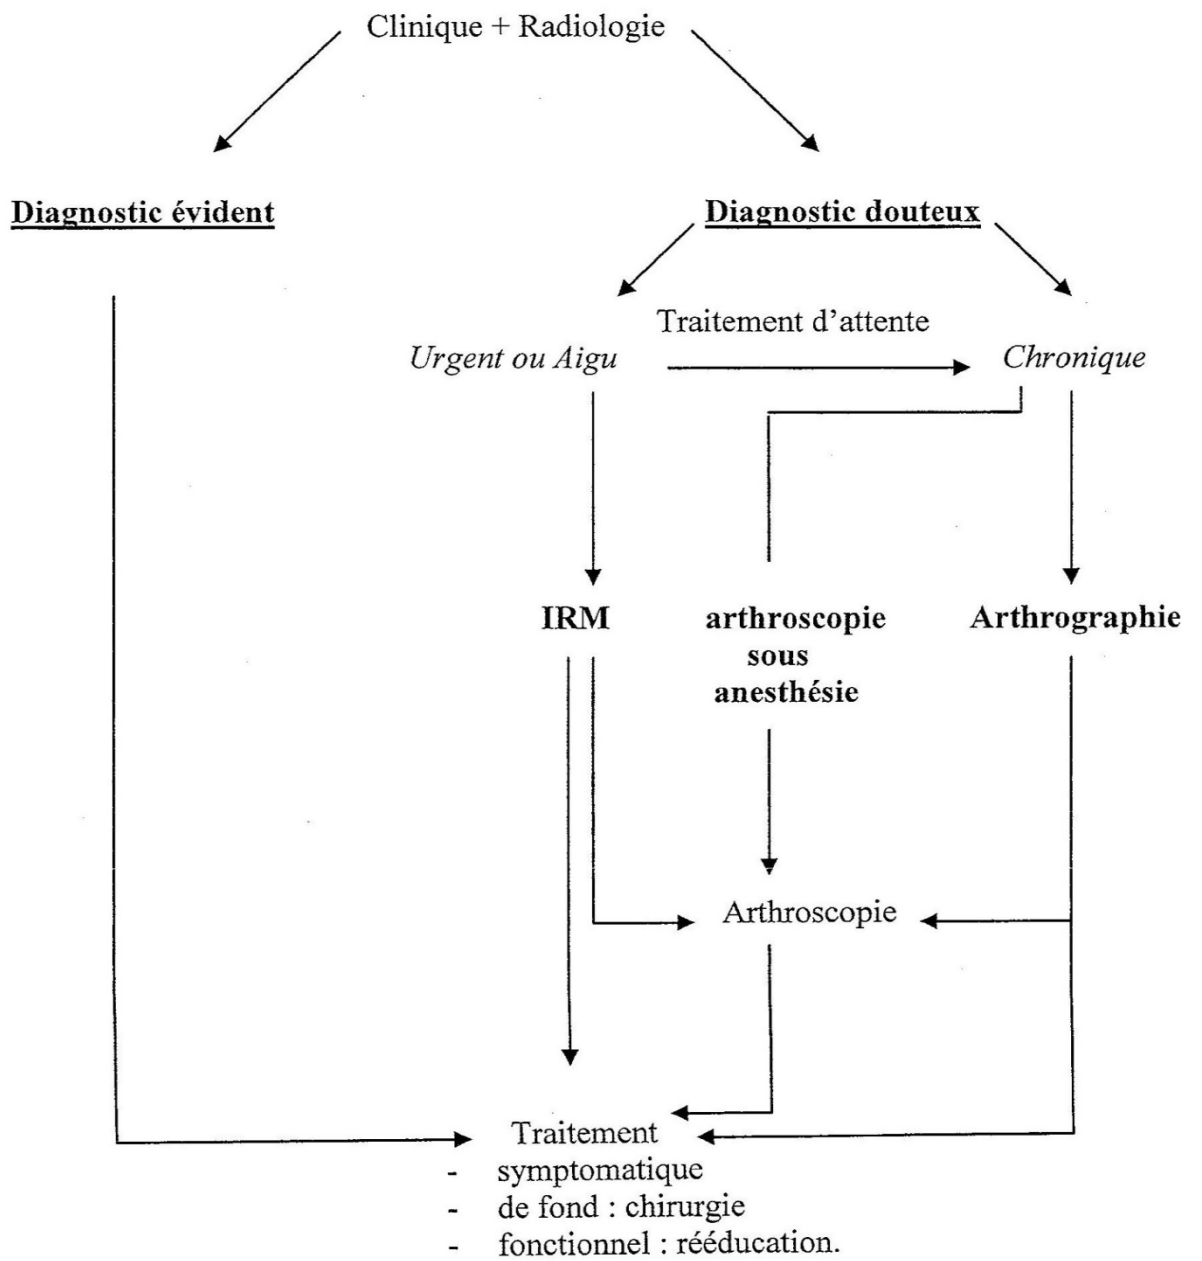 Clinique + Radiologie
Diagnostic évident
Diagnostic douteux
Traitement d'attente
Urgent ou Aigu
Chronique
IRM
arthroscopie
sous
anesthésie
Arthrographie
Arthroscopie
Traitement
- symptomatique
- de fond : chirurgie
- fonctionnel : rééducation.